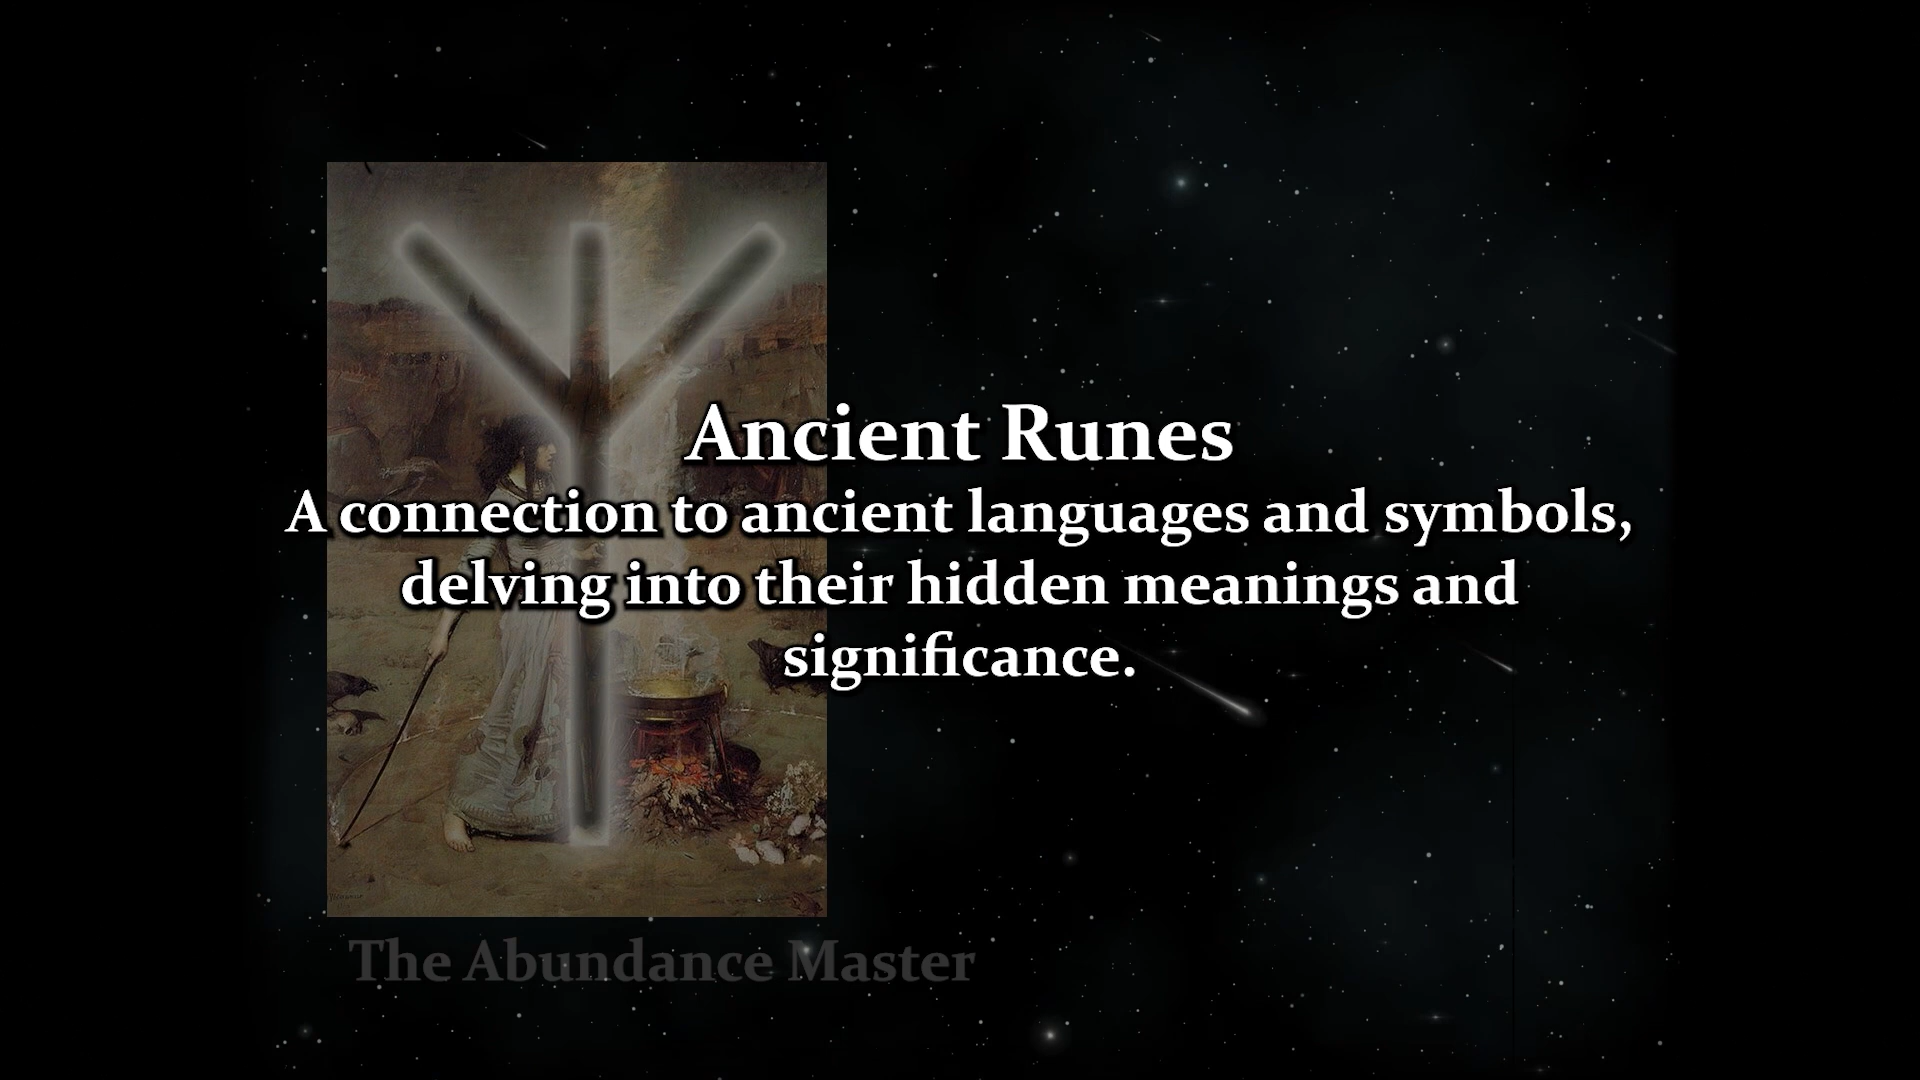 Ancient Runes
A connection to ancient languages and symbols,
delving into their hidden meanings and
significance.
The Abundance Master